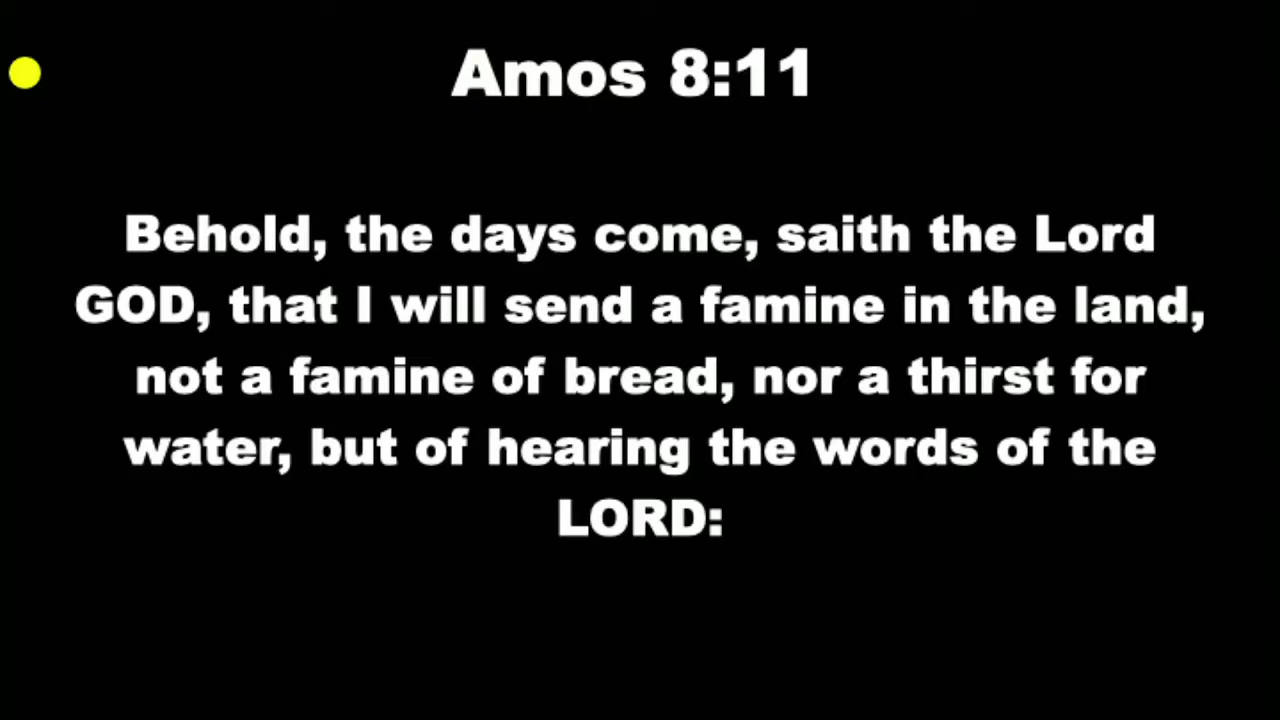 Amos 8:11
Behold, the days come, saith the Lord
GOD, that I will send a famine in the land,
not a famine of bread, nor a thirst for
water, but of hearing the words of the
LORD: